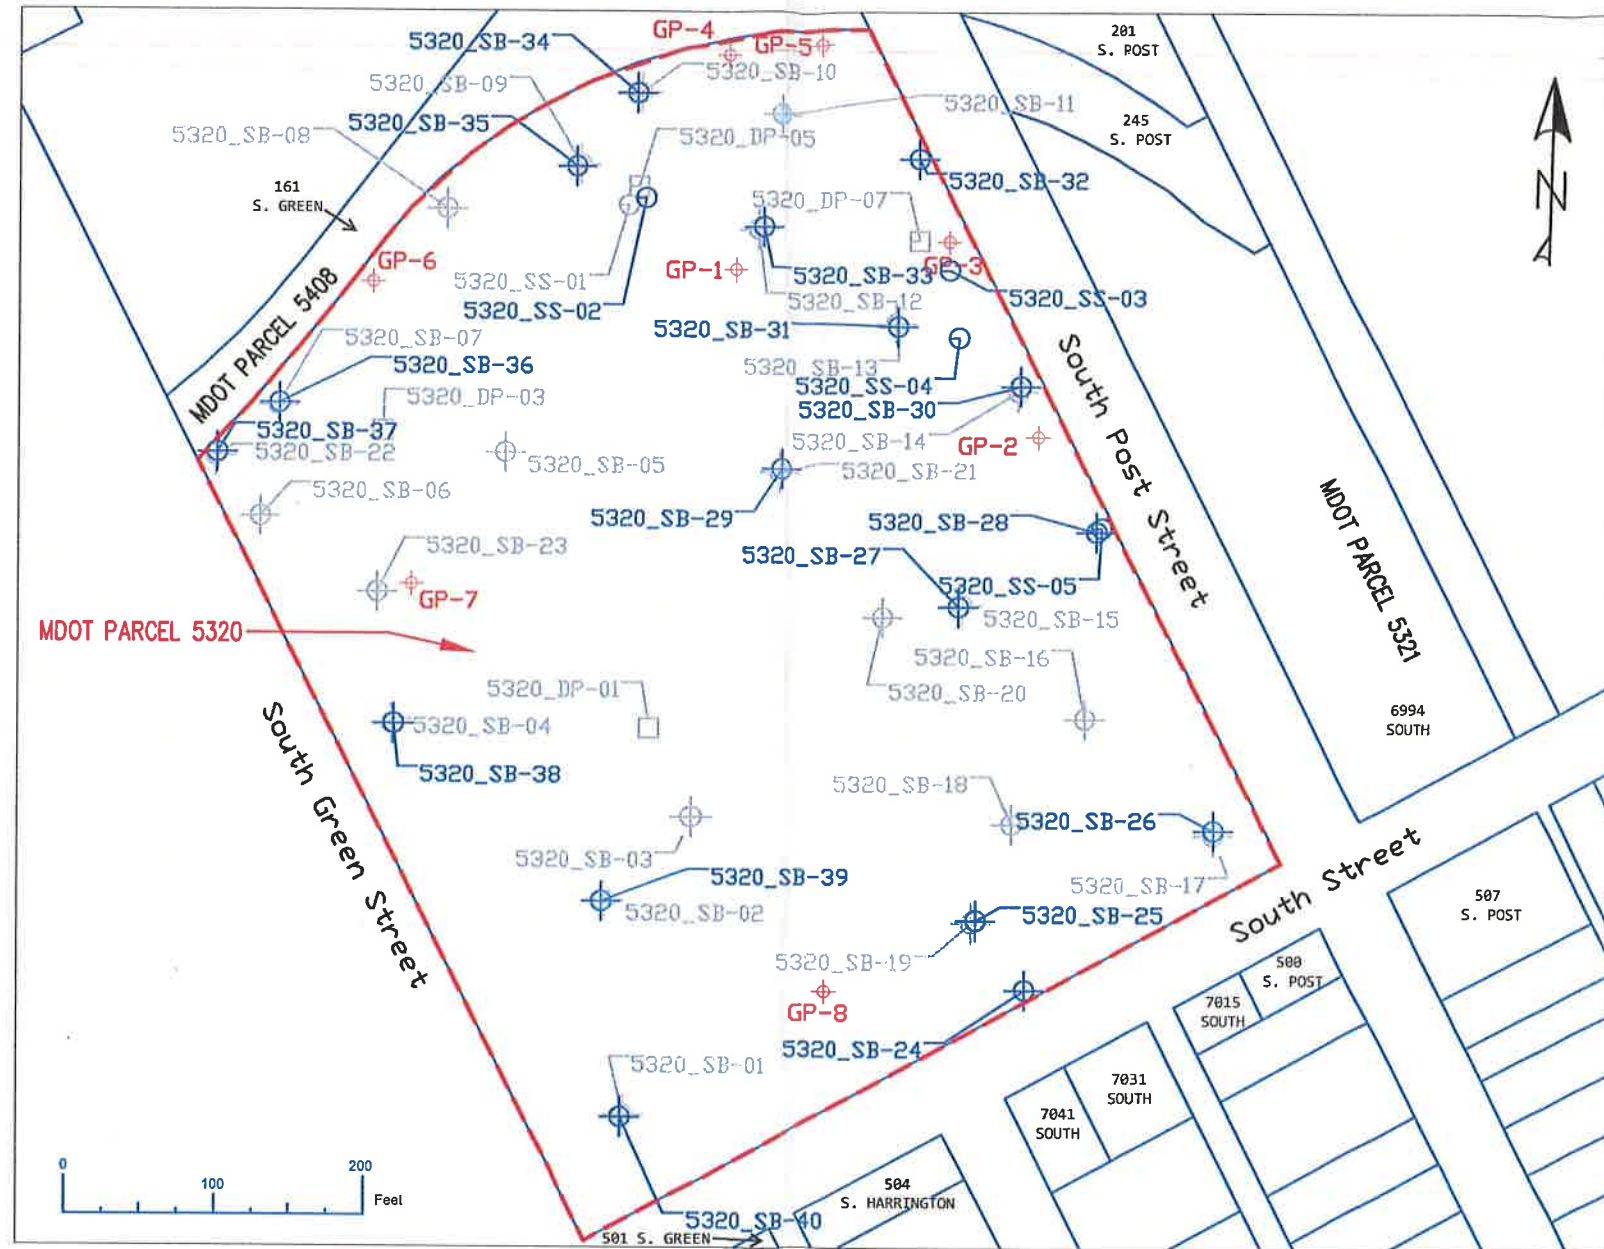 GP-4
5320_SB-34
GP-5
5320_SB-10
5320_SB-09
5320_SB-11
5320_SB-35
5320_SB-08
5320_DP-05
201
S. POST
245
S. POST
N
161
S. GREEN
5320_SB-32
5320_DP-07
GP-6
5320_SS-01
GP-1
5320_SB-33
GP-3
5320_SS-02
5320_SB-12
5320_SS-03
MDOT PARCEL 5408
5320_SB-07
5320_SB-31
5320_SB-36
5320_SB-13
5320_SS-04
5320_DP-03
5320_SB-30
South Post Street
5320_SB-37
5320_SB-22
5320_SB-14
GP-2
5320_SB-05
5320_SB-21
5320_SB-06
5320_SB-29
5320_SB-28
MDOT PARCEL 5321
5320_SB-23
5320_SB-27
GP-7
5320_SS-05
5320_SB-15
MDOT PARCEL 5320
5320_SB-16
5320_DP-01
5320_SB-20
6994
SOUTH
5320_SB-04
South Green Street
5320_SB-38
5320_SB-18
5320_SB-26
5320_SB-03
5320_SB-39
5320_SB-17
South Street
507
S. POST
5320_SB-02
5320_SB-25
5320_SB-19
500
S. POST
GP-8
7015
SOUTH
5320_SB-24
5320_SB-01
7031
SOUTH
7041
SOUTH
0
100
200
Feet
504
S. HARRINGTON
5320_SB-40
501 S. GREEN